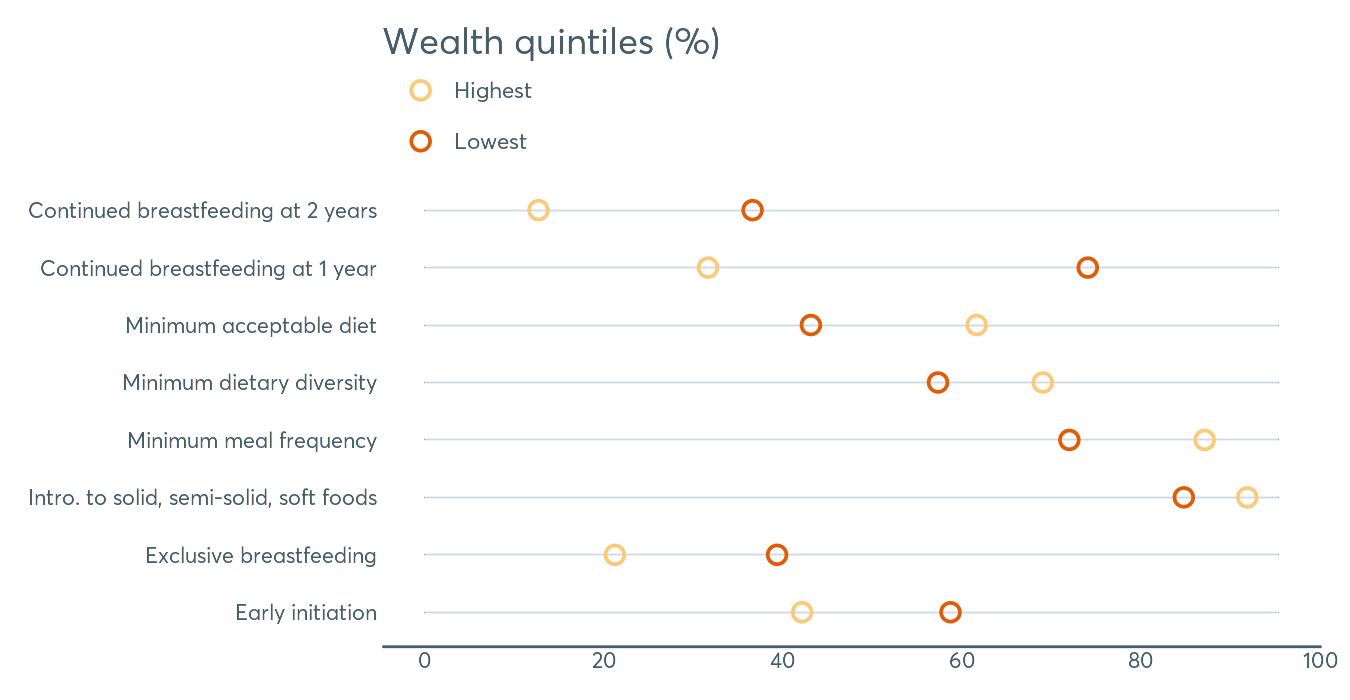 Wealth quintiles (%)
Highest
Lowest
Continued breastfeeding at 2 years
Continued breastfeeding at 1 year
Minimum acceptable diet
Minimum dietary diversity
Minimum meal frequency
Intro. to solid, semi-solid, soft foods
Exclusive breastfeeding
Early initiation
0 20 40 60 80 100